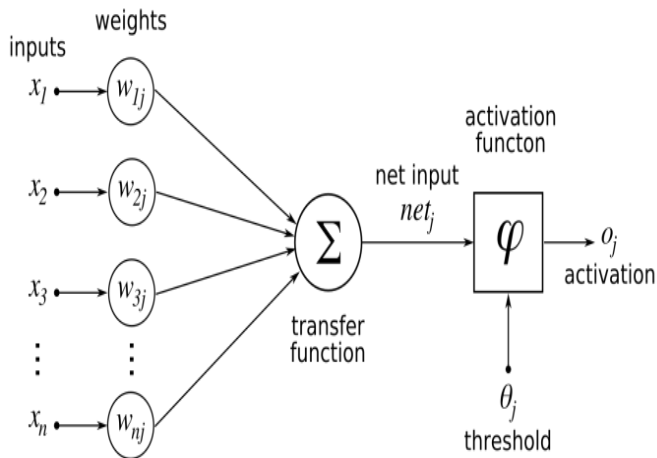 weights
inputs
x1
w1j
activation
functon
x2
w2j
net input
netj
Σ
φ
oj
activation
x3
w3j
transfer
function
⋮
⋮
xn
wnj
θj
threshold